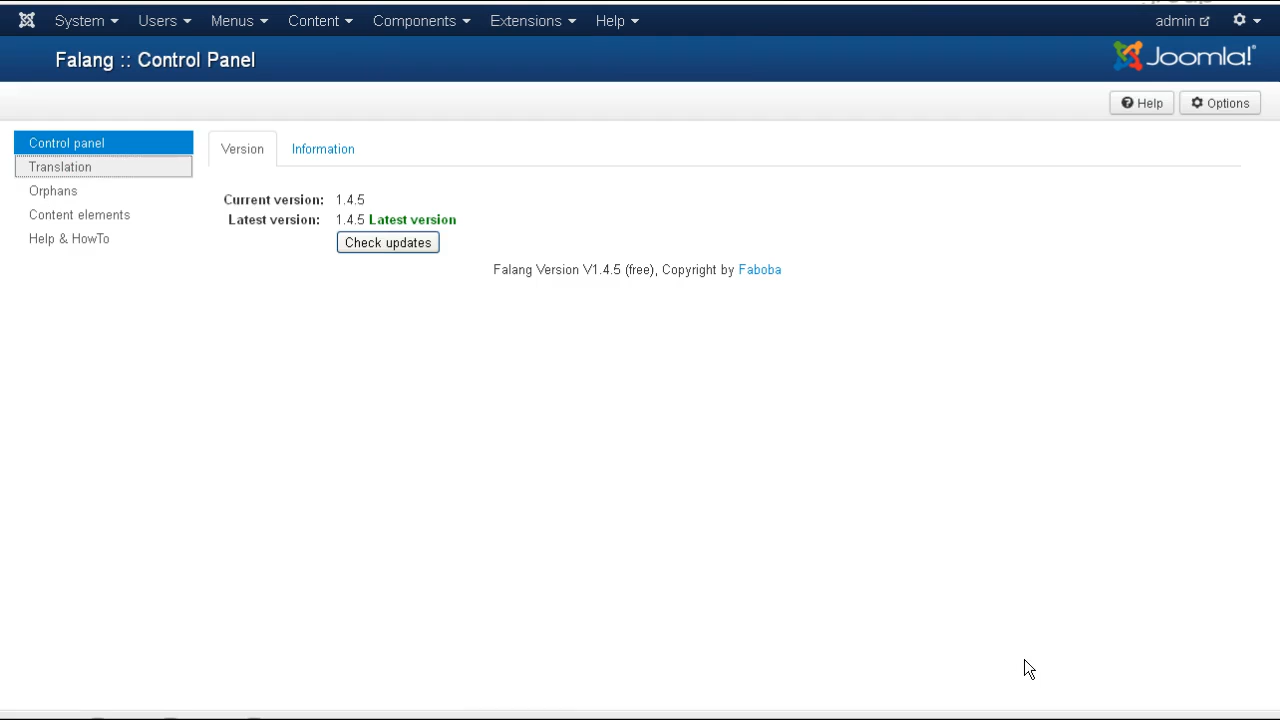 System Users Menus Content Components Extensions Help admin
Falang :: Control Panel Joomla!®
Help Options
Control panel
Translation
Orphans
Content elements
Help & HowTo
Version Information
Current version: 1.4.5
Latest version: 1.4.5 Latest version
Check updates
Falang Version V1.4.5 (free), Copyright by Faboba